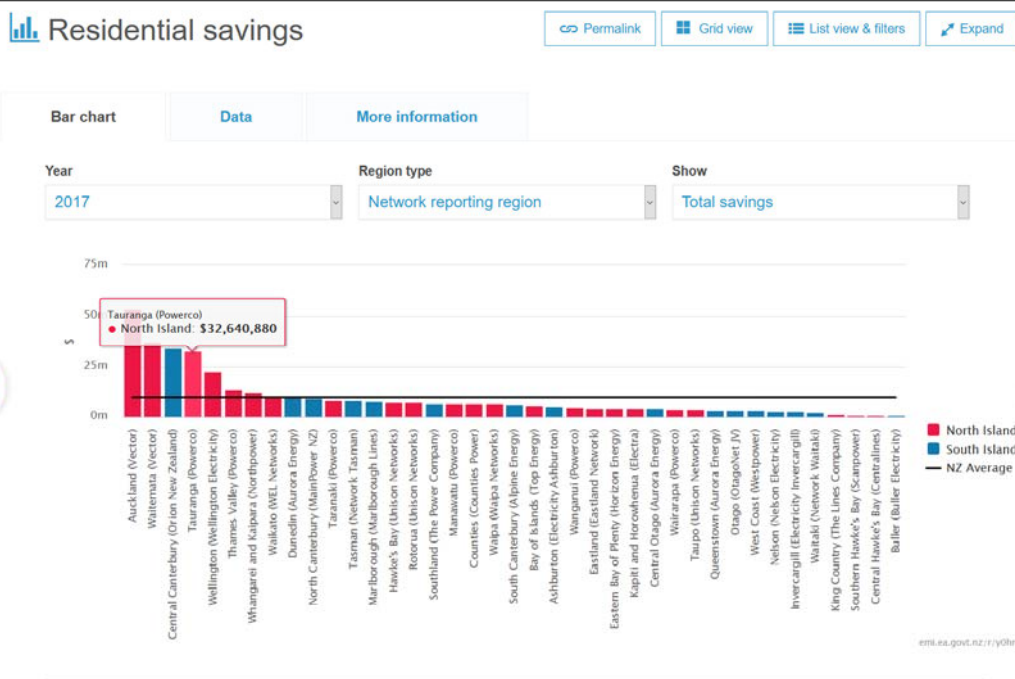 Residential savings
Permalink
Grid view
List view & filters
Expand
Bar chart
Data
More information
Year
Region type
Show
2017
Network reporting region
Total savings
75m
50
25m
0m
$
Tauranga (Powerco)
North Island: $32,640,880
Auckland (Vector)
Waitemata (Vector)
Central Canterbury (Orion New Zealand)
Tauranga (Powerco)
Wellington (Wellington Electricity)
Thames Valley (Powerco)
Whangarei and Kaipara (Northpower)
Waikato (WEL Networks)
Dunedin (Aurora Energy)
North Canterbury (MainPower NZ)
Taranaki (Powerco)
Tasman (Network Tasman)
Marlborough (Marlborough Lines)
Hawke's Bay (Unison Networks)
Rotorua (Unison Networks)
Southland (The Power Company)
Manawatu (Powerco)
Counties (Counties Power)
Waipa (Waipa Networks)
South Canterbury (Alpine Energy)
Bay of Islands (Top Energy)
Ashburton (Electricity Ashburton)
Wanganui (Powerco)
Eastland (Eastland Network)
Eastern Bay of Plenty (Horizon Energy)
Kapiti and Horowhenua (Electra)
Central Otago (Aurora Energy)
Wairarapa (Powerco)
Taupo (Unison Networks)
Queenstown (Aurora Energy)
Otago (OtagoNet JV)
West Coast (Westpower)
Nelson (Nelson Electricity)
Invercargill (Electricity Invercargill)
Waitaki (Network Waitaki)
King Country (The Lines Company)
Southern Hawke's Bay (Scanpower)
Central Hawke's Bay (Centralines)
Buller (Buller Electricity)
North Island
South Island
NZ Average
emi.ea.govt.nz/r/y0hr